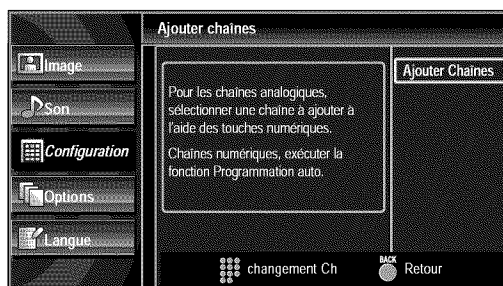 Ajouter chaînes
Image
Son
Configuration
Options
Langue
Pour les chaînes analogiques,
sélectionner une chaîne à ajouter à
l'aide des touches numériques.
Chaînes numériques, exécuter la
fonction Programmation auto.
Ajouter Chaines
changement Ch
BACK
Retour